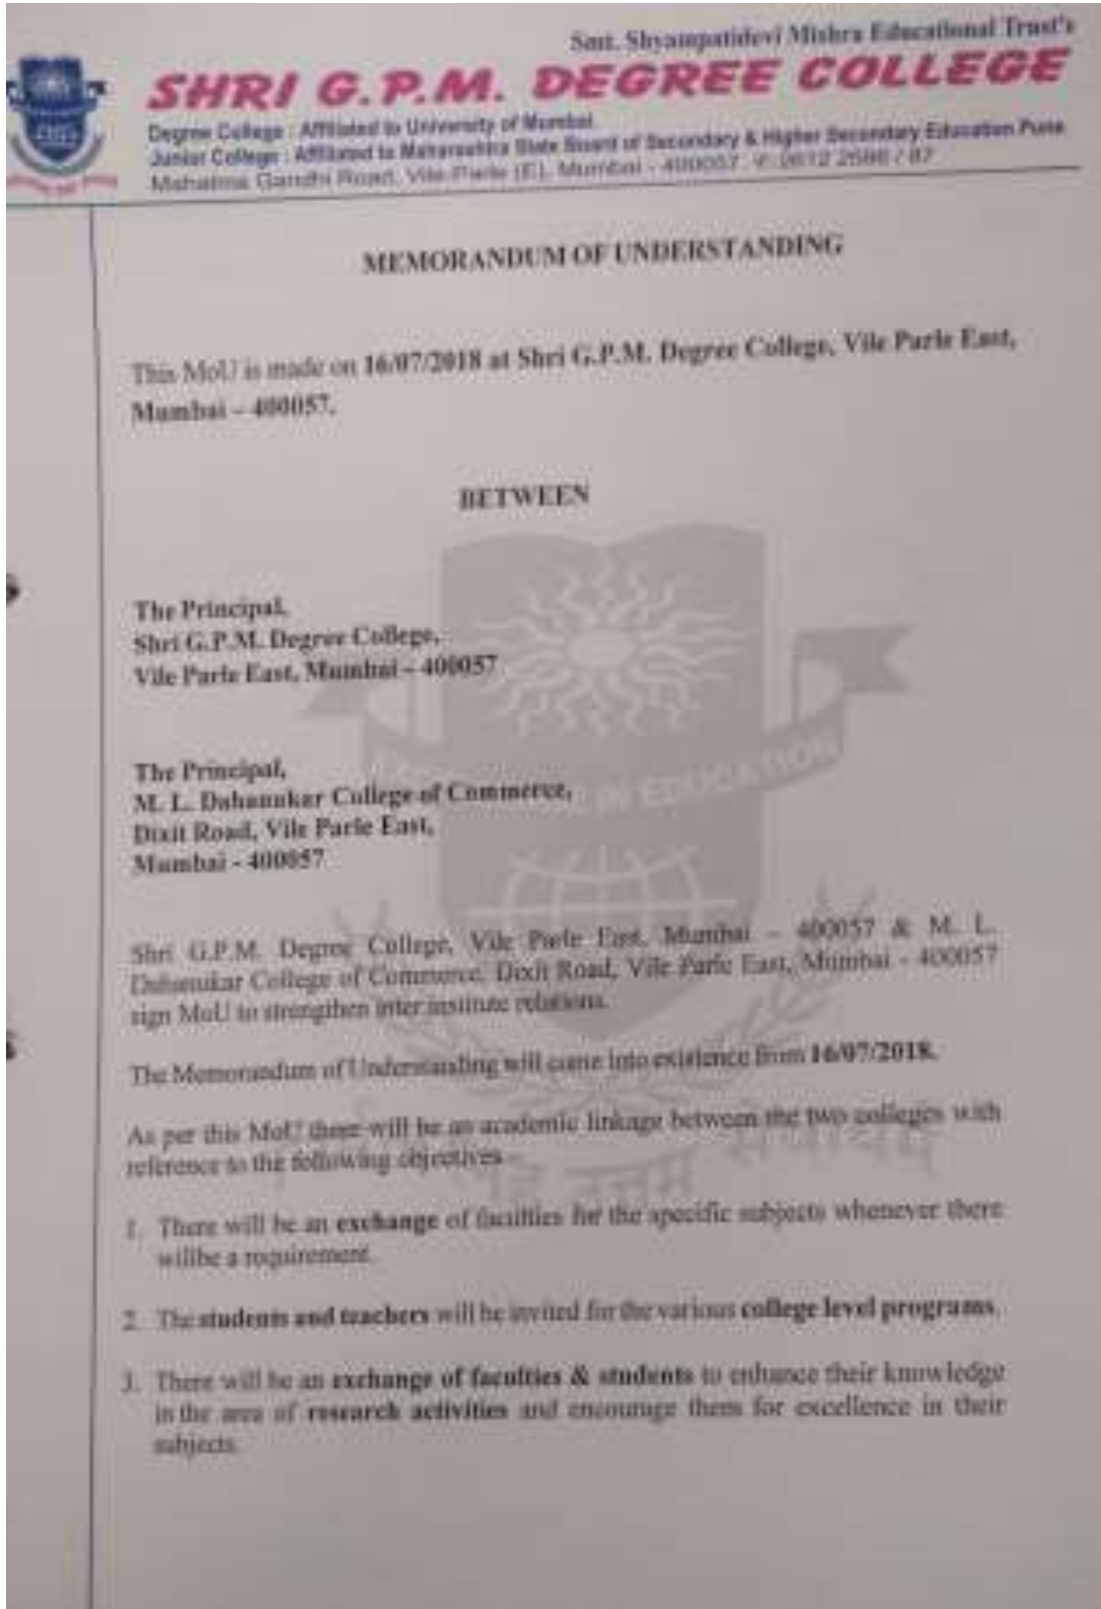 Smt. Shyampatidevi Mishra Educational Trust's
SHRI G.P.M. DEGREE COLLEGE
Degree College : Affiliated to University of Mumbai.
Junior College : Affiliated to Maharashtra State Board of Secondary & Higher Secondary Education Pune
Mahatma Gandhi Road, Vile-Parle (E), Mumbai - 400057.
MEMORANDUM OF UNDERSTANDING
This MoU is made on 16/07/2018 at Shri G.P.M. Degree College, Vile Parle East,
Mumbai – 400057.
BETWEEN
The Principal,
Shri G.P.M. Degree College,
Vile Parle East, Mumbai – 400057
The Principal,
M. L. Dahanukar College of Commerce,
Dixit Road, Vile Parle East,
Mumbai - 400057
IN EDUCATION
Shri G.P.M. Degree College, Vile Parle East, Mumbai – 400057 & M. L.
Dahanukar College of Commerce, Dixit Road, Vile Parle East, Mumbai - 400057
sign MoU to strengthen inter institute relations.
The Memorandum of Understanding will come into existence from 16/07/2018.
As per this MoU there will be an academic linkage between the two colleges with
reference to the following objectives –
1. There will be an exchange of faculties for the specific subjects whenever there
willbe a requirement.
2. The students and teachers will be invited for the various college level programs.
3. There will be an exchange of faculties & students to enhance their knowledge
in the area of research activities and encourage them for excellence in their
subjects.